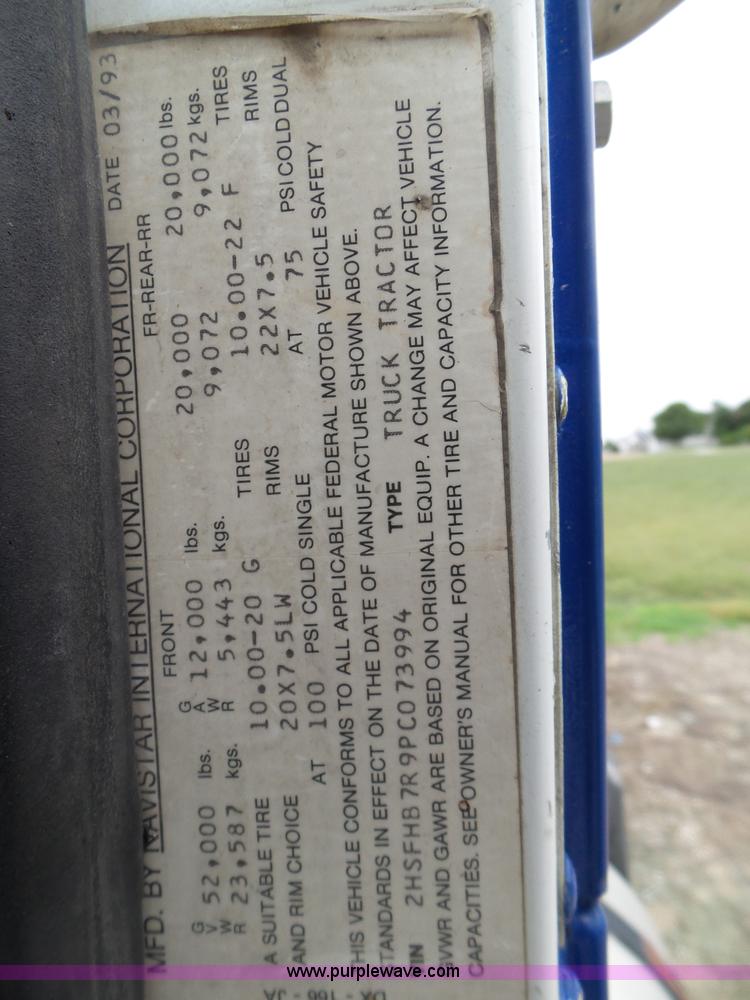 MFD. BY NAVISTAR INTERNATIONAL CORPORATION DATE 03/93
FRONT FR-REAR-RR
GVWR 52,000 lbs. GAWR 12,000 lbs. 20,000 20,000 lbs.
23,587 kgs. 5,443 kgs. 9,072 9,072 kgs.
A SUITABLE TIRE 10.00-20 G TIRES 10.00-22 F TIRES
AND RIM CHOICE 20X7.5LW RIMS 22X7.5 RIMS
AT 100 PSI COLD SINGLE AT 75 PSI COLD DUAL
HIS VEHICLE CONFORMS TO ALL APPLICABLE FEDERAL MOTOR VEHICLE SAFETY
TANDARDS IN EFFECT ON THE DATE OF MANUFACTURE SHOWN ABOVE.
IN 2HSFHB7R9PC073994 TYPE TRUCK TRACTOR
GVWR AND GAWR ARE BASED ON ORIGINAL EQUIP. A CHANGE MAY AFFECT VEHICLE
CAPACITIES. SEE OWNER'S MANUAL FOR OTHER TIRE AND CAPACITY INFORMATION.
www.purplewave.com